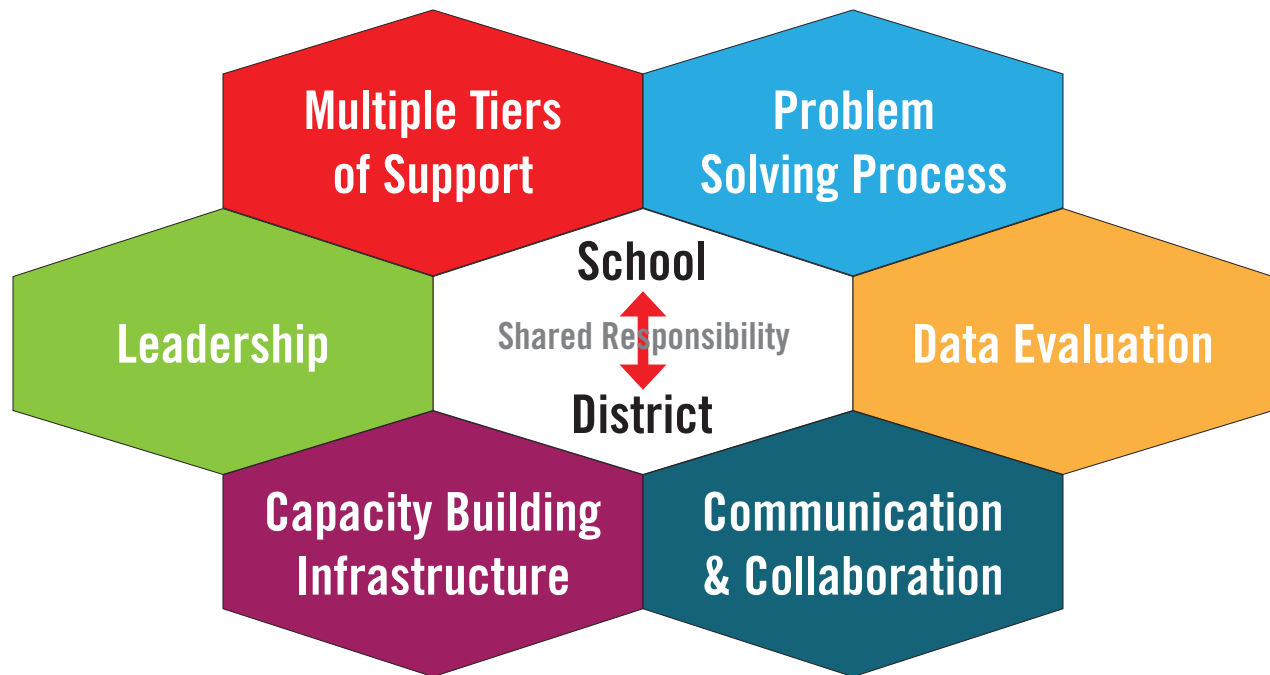 Multiple Tiers
of Support
Problem
Solving Process
Leadership
School
Shared Responsibility
District
Data Evaluation
Capacity Building
Infrastructure
Communication
& Collaboration